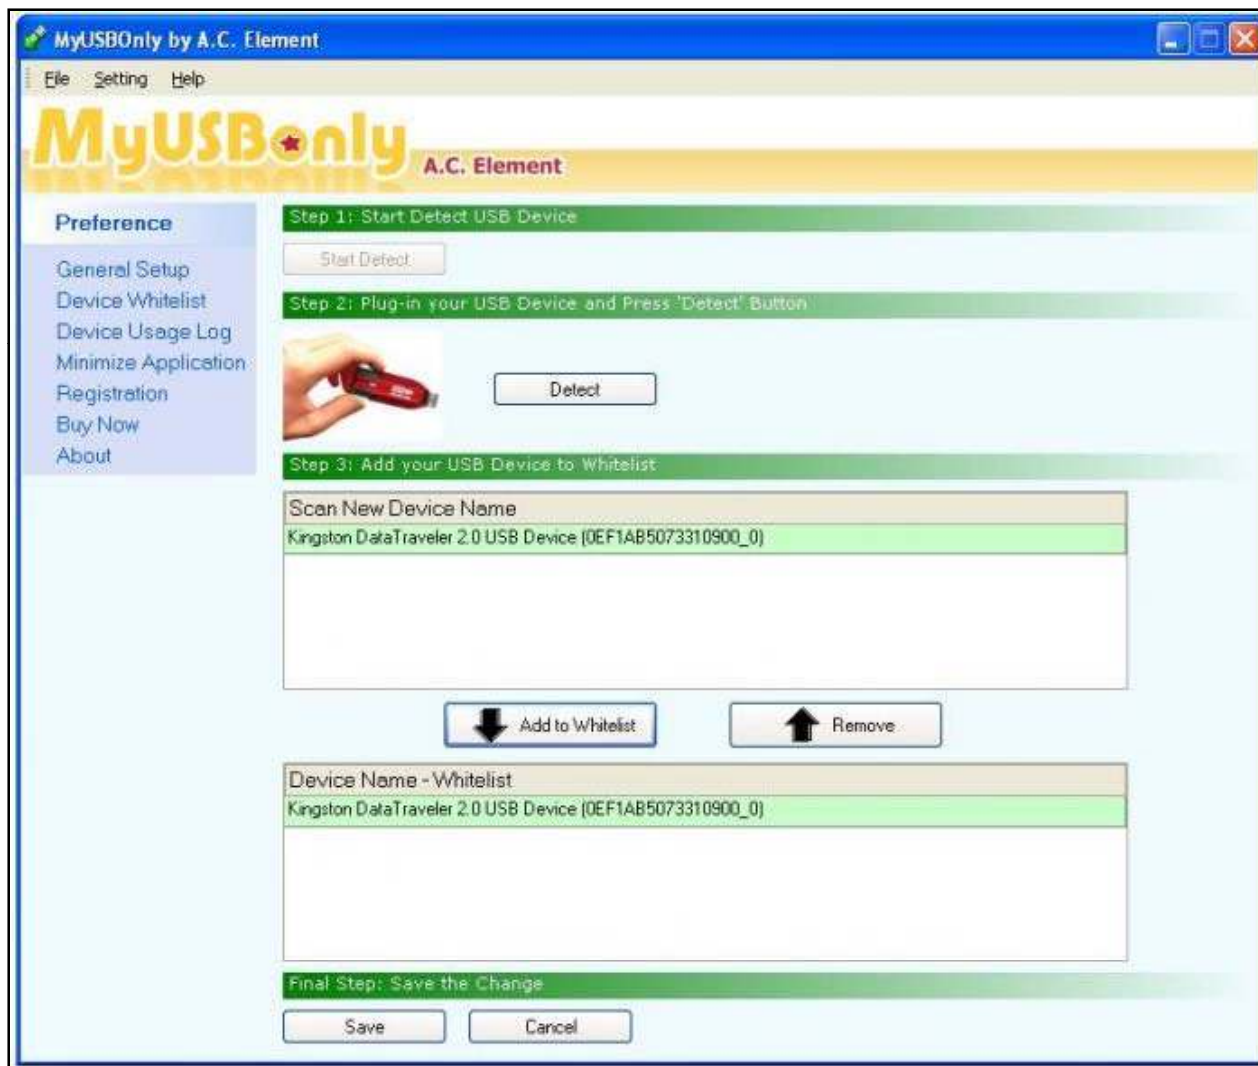 MyUSBOnly by A.C. Element
File Setting Help
MyUSBonly
A.C. Element
Preference
General Setup
Device Whitelist
Device Usage Log
Minimize Application
Registration
Buy Now
About
Step 1: Start Detect USB Device
Start Detect
Step 2: Plug-in your USB Device and Press 'Detect' Button
Detect
Step 3: Add your USB Device to Whitelist
Scan New Device Name
Kingston DataTraveler 2.0 USB Device (0EF1AB5073310900_0)
Add to Whitelist Remove
Device Name - Whitelist
Kingston DataTraveler 2.0 USB Device (0EF1AB5073310900_0)
Final Step: Save the Change
Save Cancel